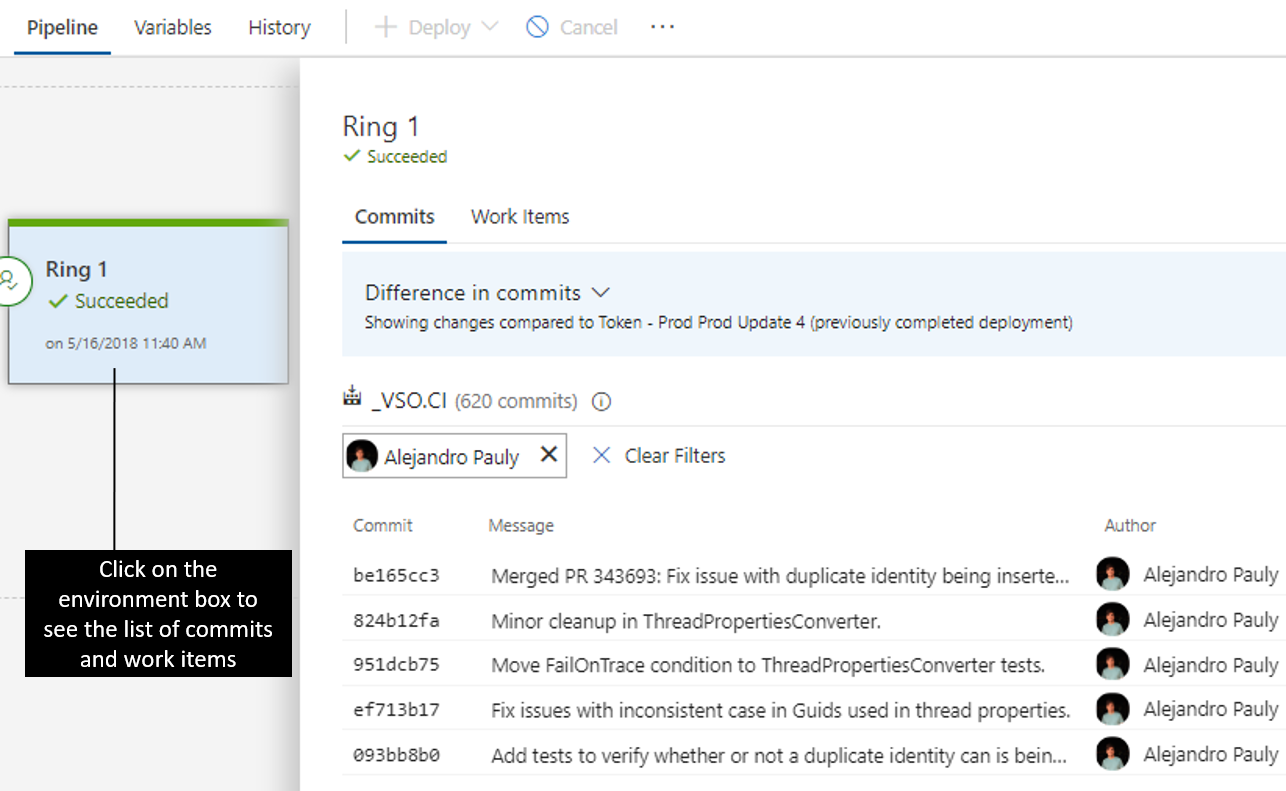 Pipeline Variables History Deploy Cancel ...
Ring 1
Succeeded
on 5/16/2018 11:40 AM
Click on the
environment box to
see the list of commits
and work items
Ring 1
Succeeded
Commits Work Items
Difference in commits
Showing changes compared to Token - Prod Prod Update 4 (previously completed deployment)
_VSO.CI (620 commits)
Alejandro Pauly Clear Filters
Commit Message Author
be165cc3 Merged PR 343693: Fix issue with duplicate identity being inserte... Alejandro Pauly
824b12fa Minor cleanup in ThreadPropertiesConverter. Alejandro Pauly
951dcb75 Move FailOnTrace condition to ThreadPropertiesConverter tests. Alejandro Pauly
ef713b17 Fix issues with inconsistent case in Guids used in thread properties. Alejandro Pauly
093bb8b0 Add tests to verify whether or not a duplicate identity can is bein... Alejandro Pauly